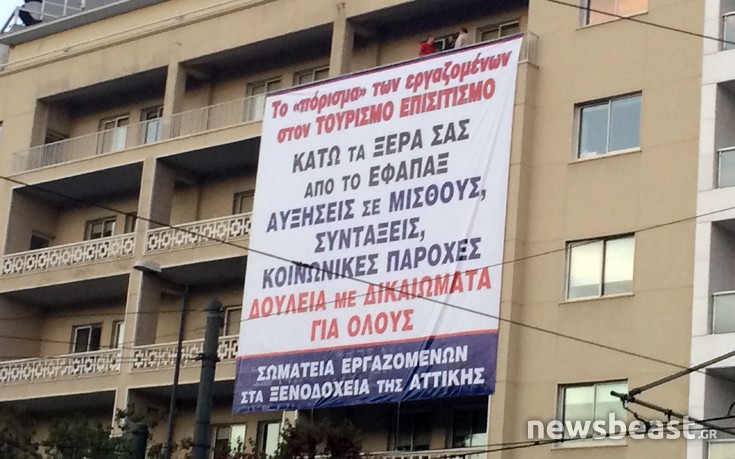 Το «πόρισμα» των εργαζομένων
στον ΤΟΥΡΙΣΜΟ ΕΠΙΣΙΤΙΣΜΟ
ΚΑΤΩ ΤΑ ΞΕΡΑ ΣΑΣ
ΑΠΟ ΤΟ ΕΦΑΠΑΞ
ΑΥΞΗΣΕΙΣ ΣΕ ΜΙΣΘΟΥΣ,
ΣΥΝΤΑΞΕΙΣ,
ΚΟΙΝΩΝΙΚΕΣ ΠΑΡΟΧΕΣ
ΔΟΥΛΕΙΑ ΜΕ ΔΙΚΑΙΩΜΑΤΑ
ΓΙΑ ΟΛΟΥΣ
ΣΩΜΑΤΕΙΑ ΕΡΓΑΖΟΜΕΝΩΝ
ΣΤΑ ΞΕΝΟΔΟΧΕΙΑ ΤΗΣ ΑΤΤΙΚΗΣ
newsbeast.GR